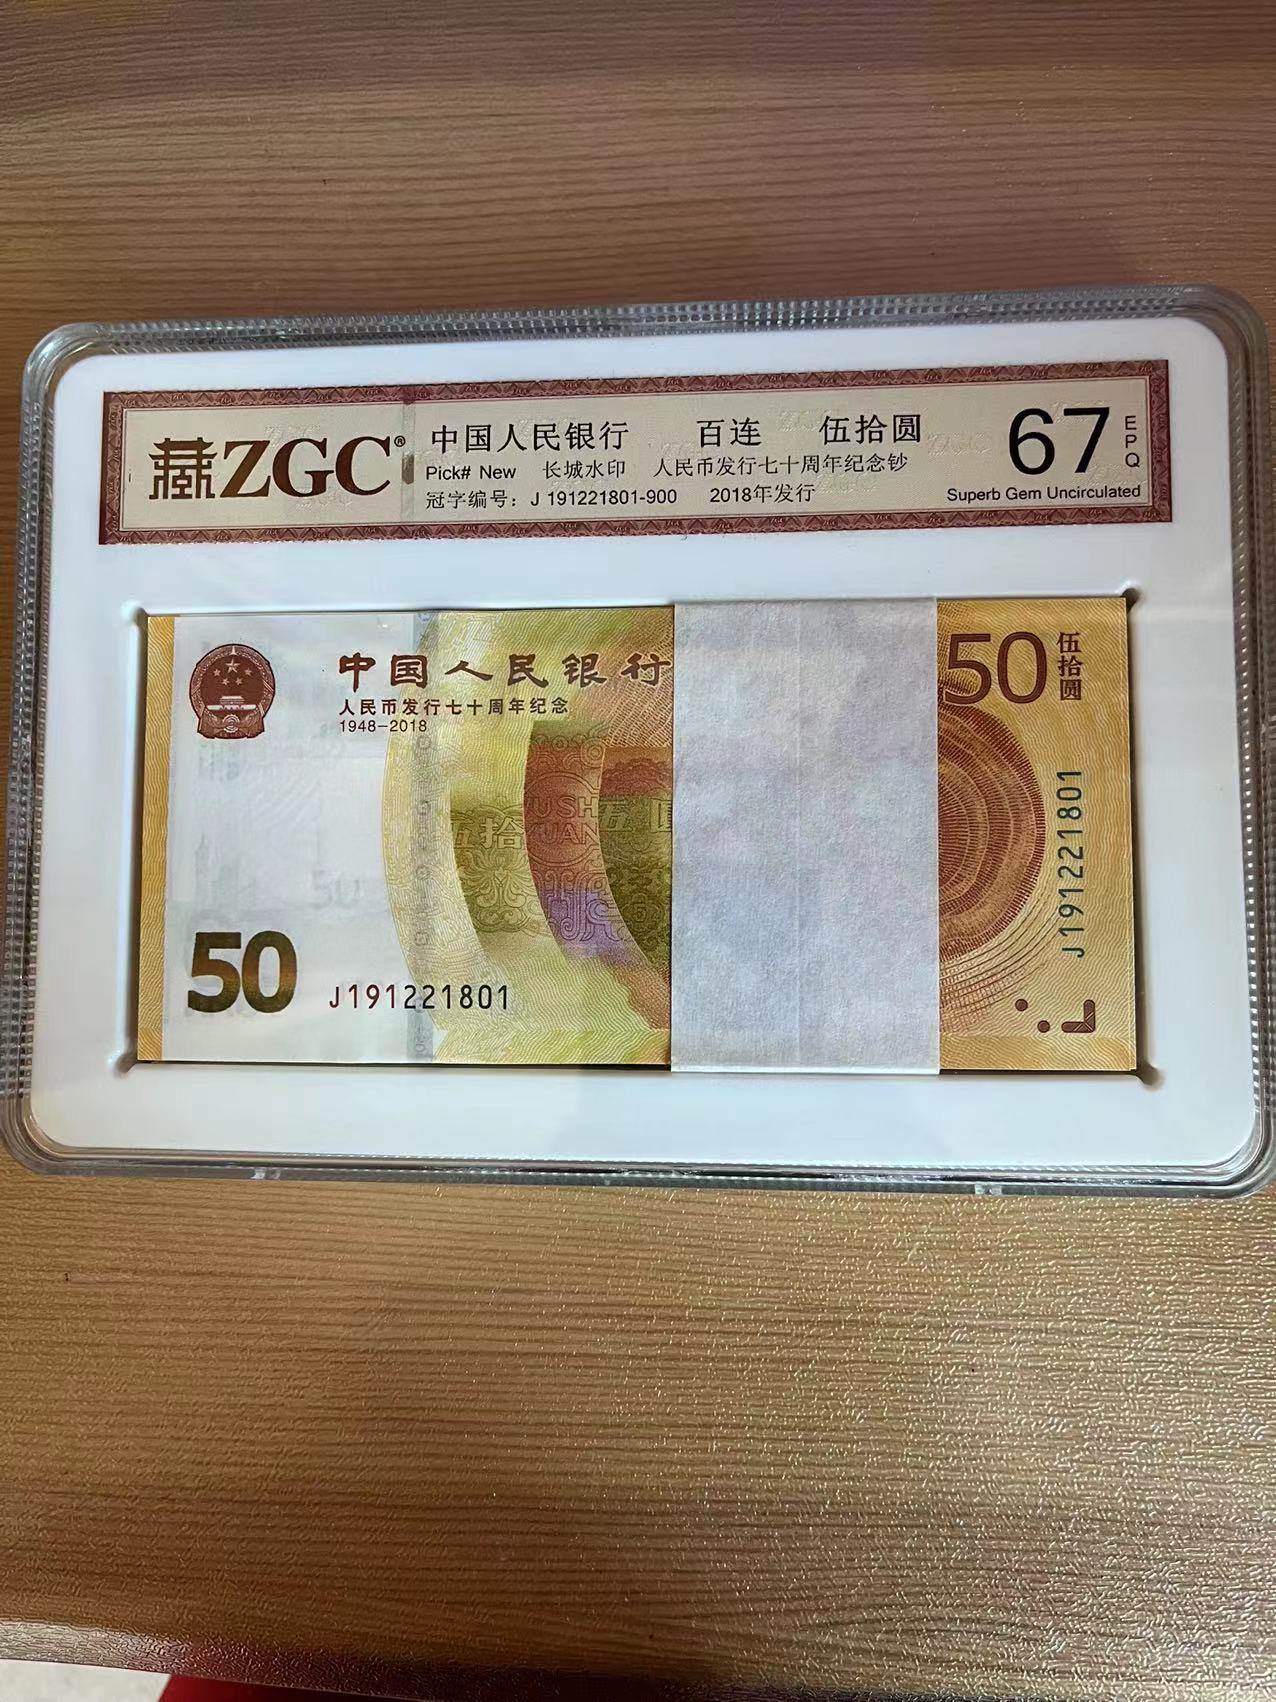 藏ZGC®
中国人民银行 百连 伍拾圆
Pick# New 长城水印 人民币发行七十周年纪念钞
冠字编号：J 191221801-900 2018年发行
67
EPQ
Superb Gem Uncirculated
中国人民银行
人民币发行七十周年纪念
1948-2018
50
伍拾圆
J191221801
伍拾
50
J191221801